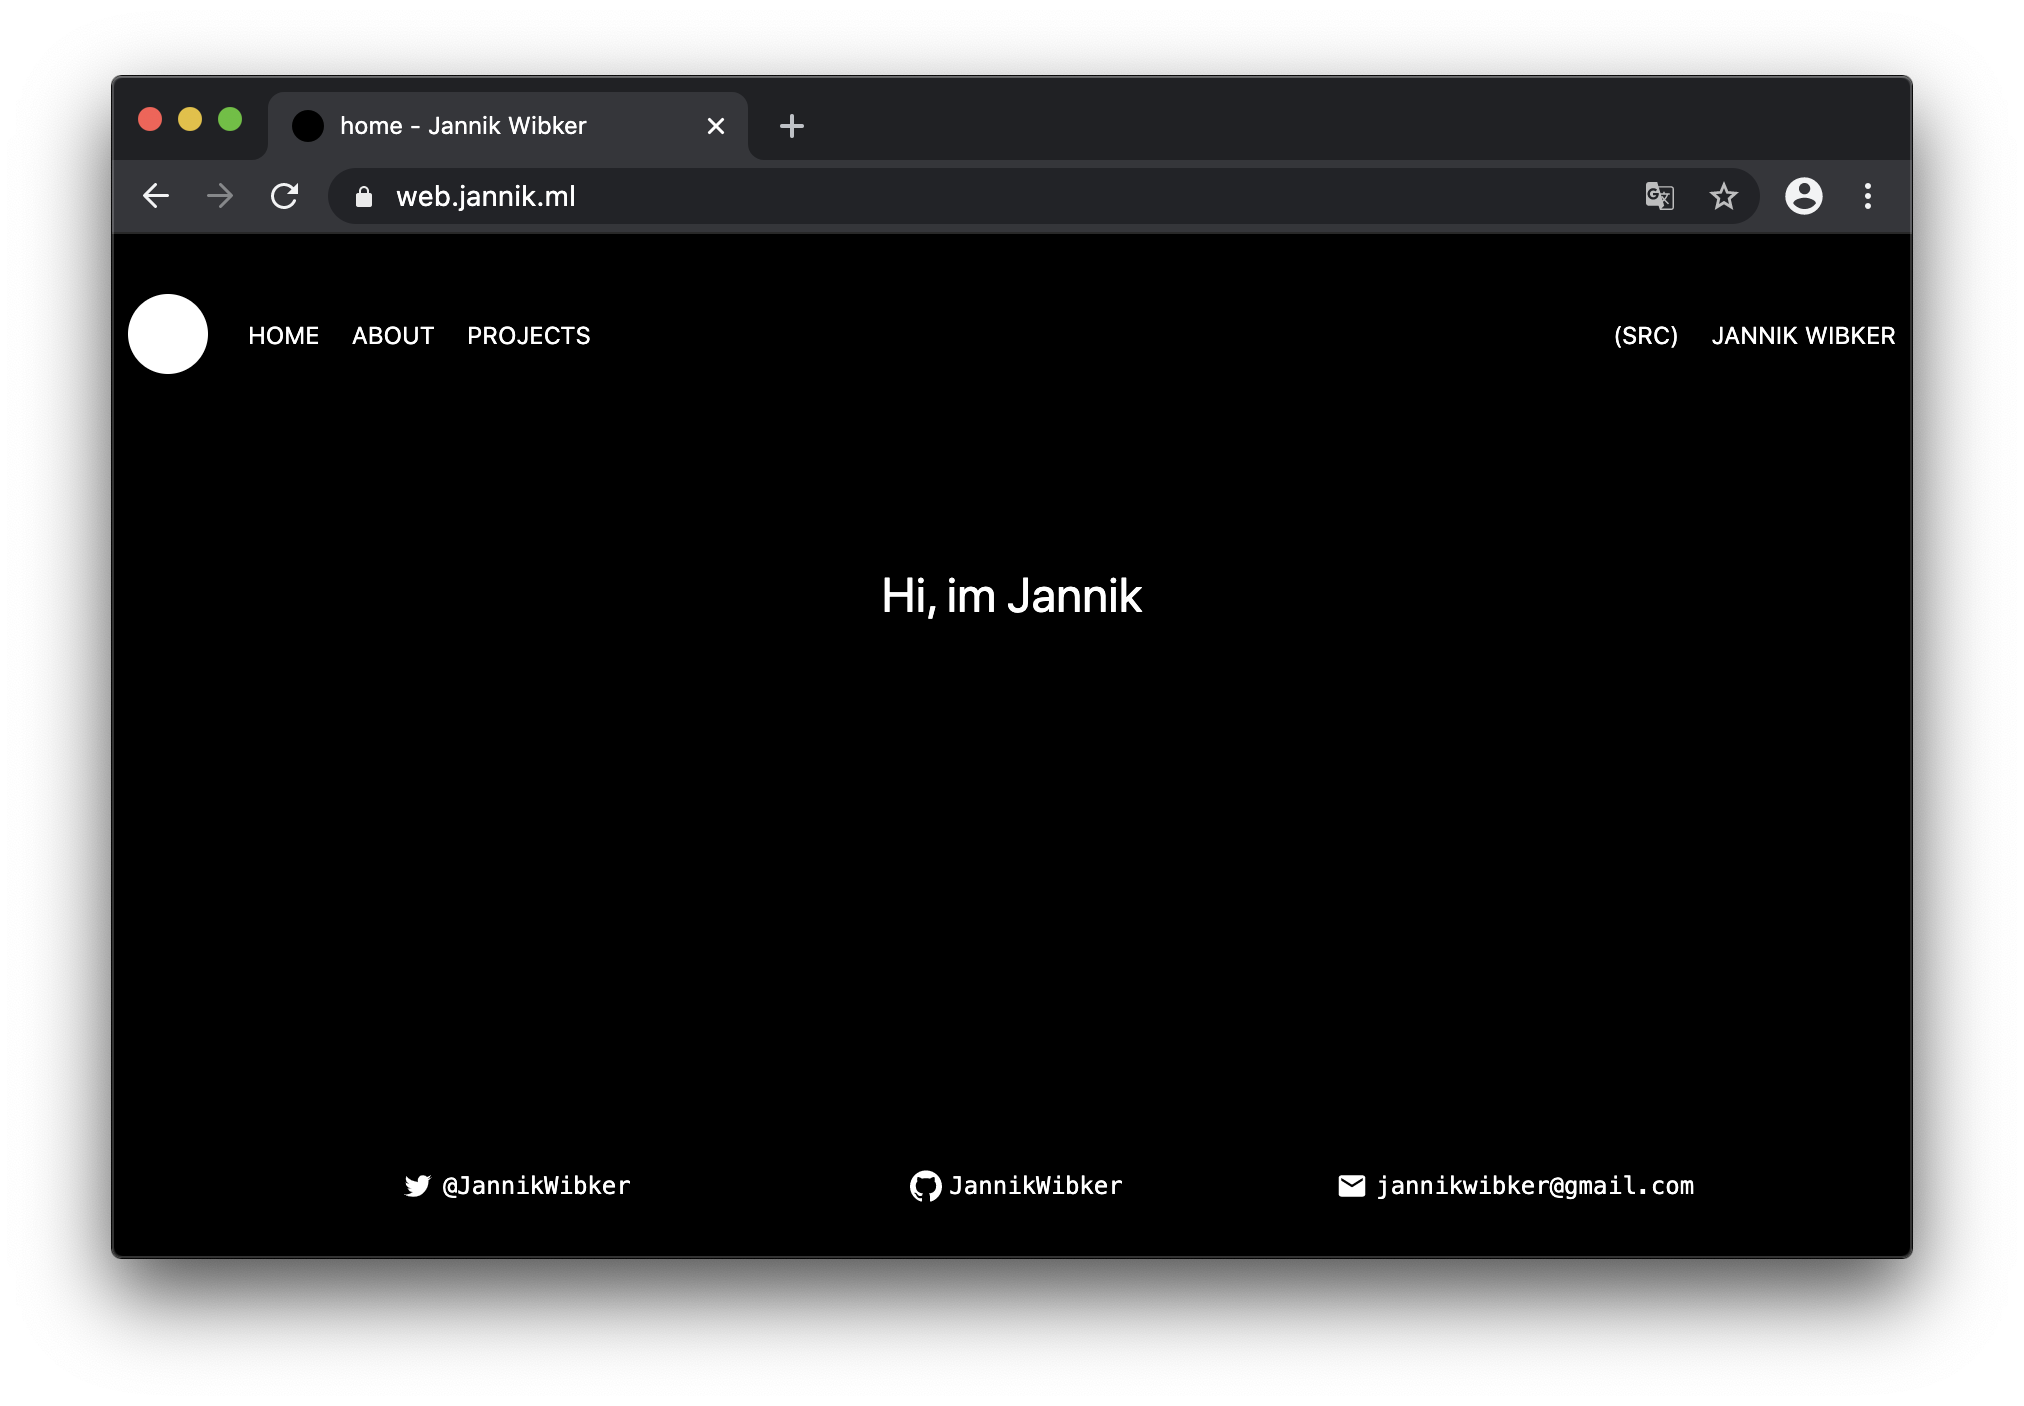 home - Jannik Wibker
web.jannik.ml
HOME ABOUT PROJECTS (SRC) JANNIK WIBKER
Hi, im Jannik
@JannikWibker JannikWibker jannikwibker@gmail.com